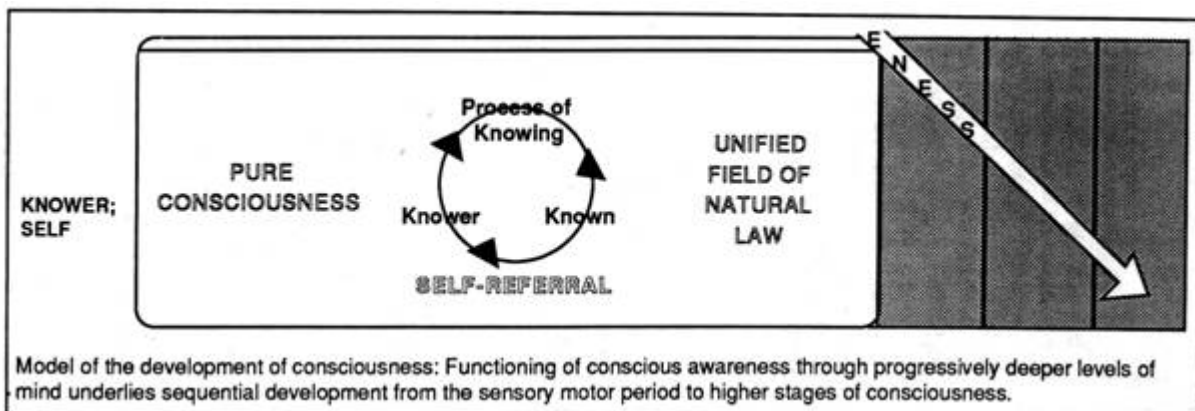 ENESS
Process of
Knowing
PURE
CONSCIOUSNESS
UNIFIED
FIELD OF
NATURAL
LAW
KNOWER;
SELF
Knower
Known
SELF-REFERRAL
Model of the development of consciousness: Functioning of conscious awareness through progressively deeper levels of
mind underlies sequential development from the sensory motor period to higher stages of consciousness.